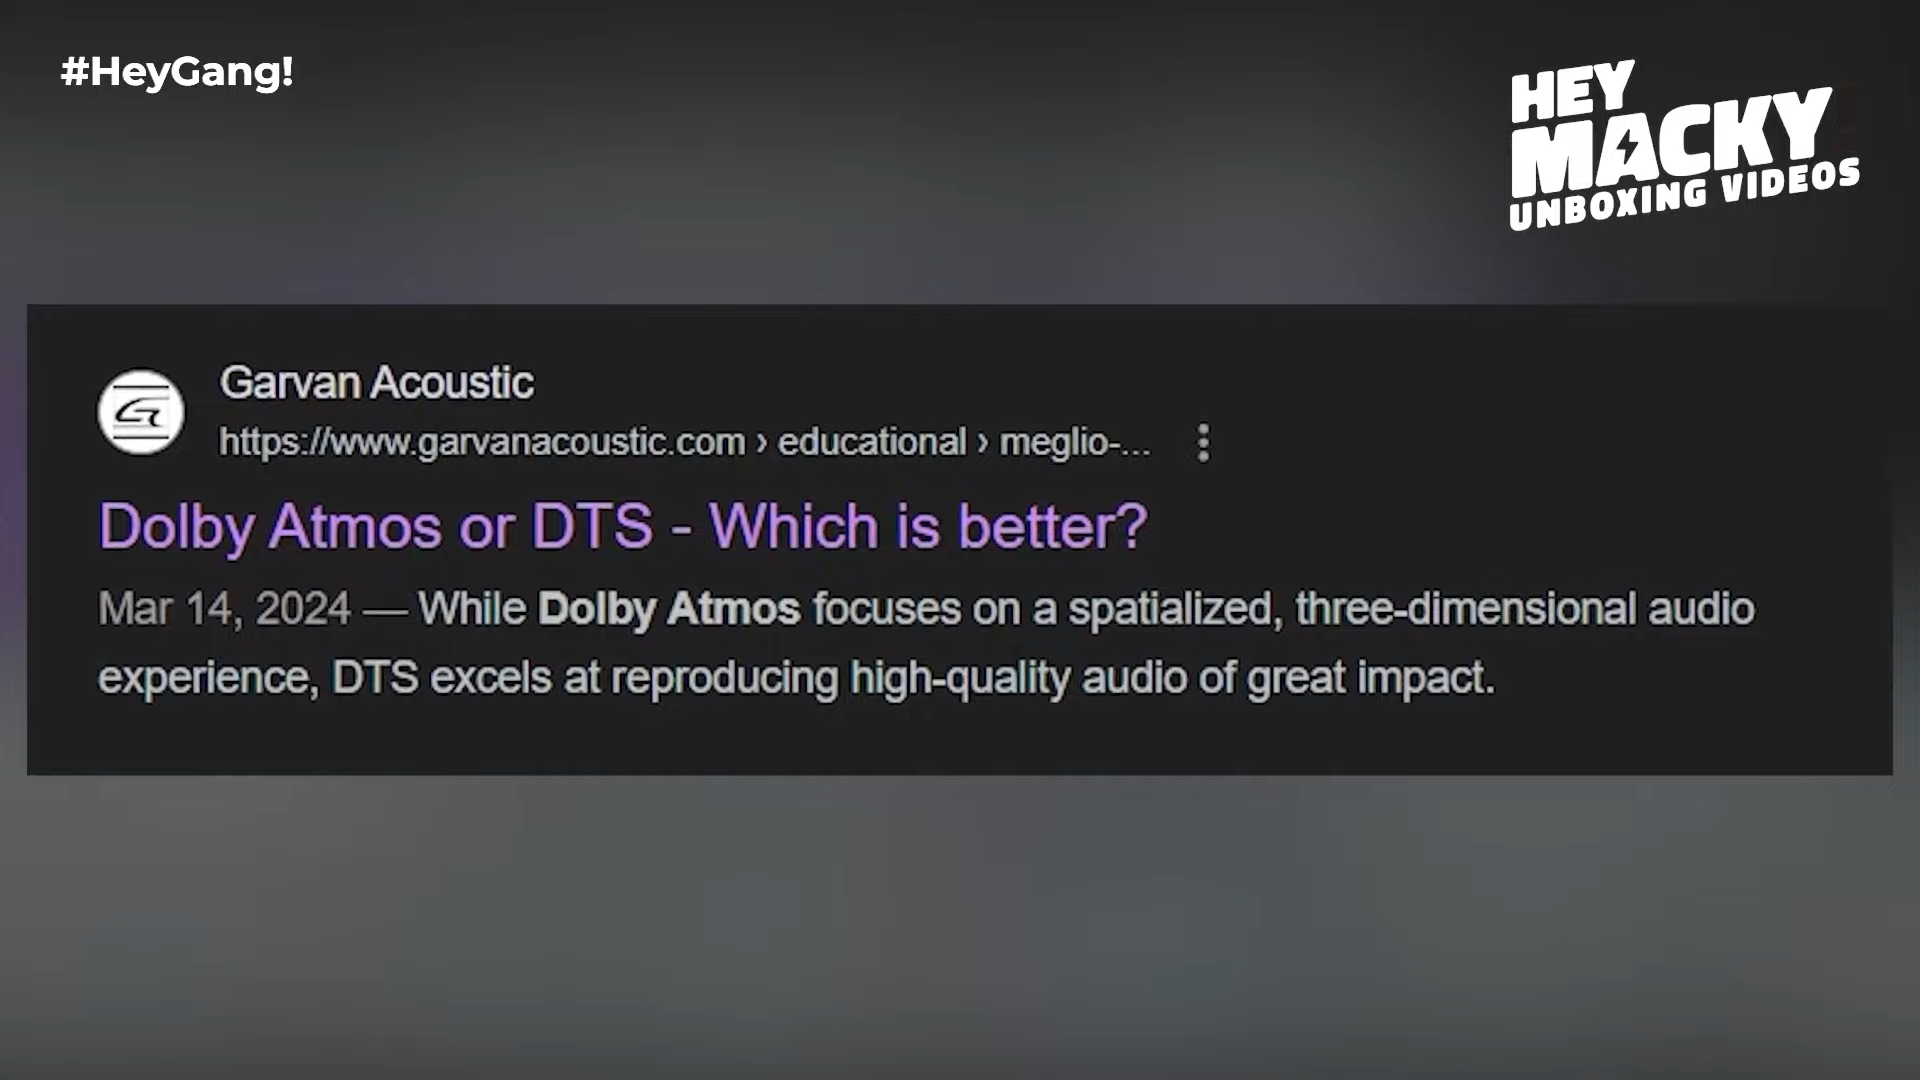 #HeyGang!
HEY
MACKY
UNBOXING VIDEOS
Garvan Acoustic
https://www.garvanacoustic.com › educational › meglio-...
Dolby Atmos or DTS - Which is better?
Mar 14, 2024 — While Dolby Atmos focuses on a spatialized, three-dimensional audio
experience, DTS excels at reproducing high-quality audio of great impact.